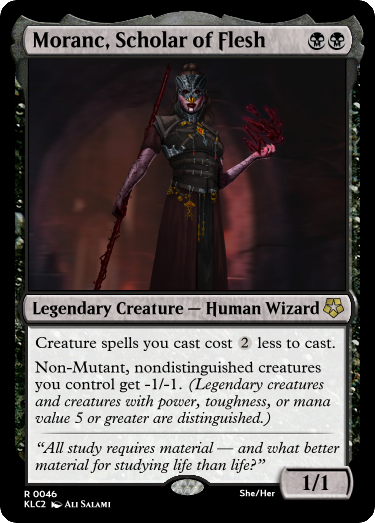 Moranc, Scholar of Flesh
Legendary Creature — Human Wizard
Creature spells you cast cost 2 less to cast.
Non-Mutant, nondistinguished creatures
you control get -1/-1. (Legendary creatures
and creatures with power, toughness, or mana
value 5 or greater are distinguished.)
“All study requires material — and what better
material for studying life than life?”
1/1
R 0046
She/Her
KLC2 Ali Salami